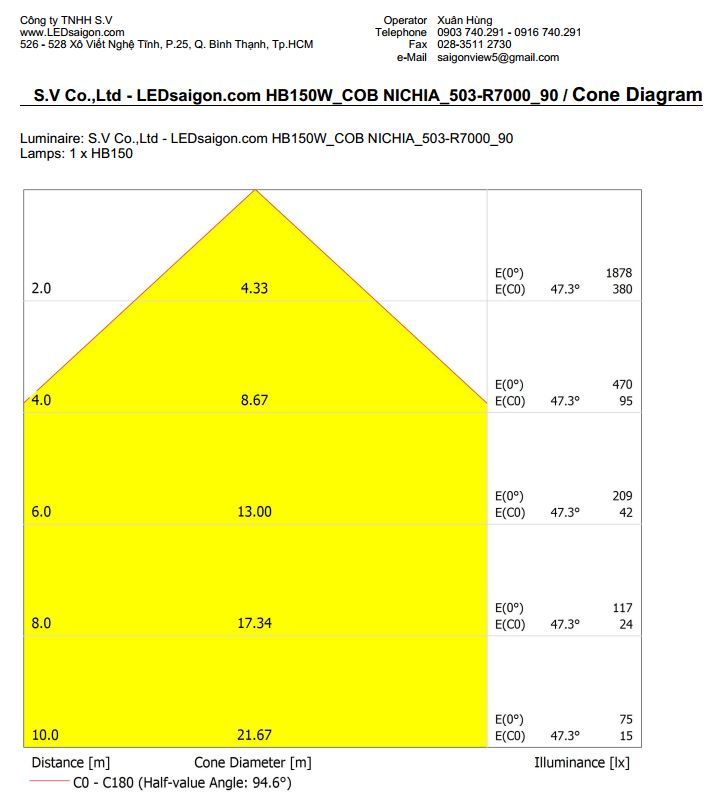 Công ty TNHH S.V
www.LEDsaigon.com
526 - 528 Xô Viết Nghệ Tĩnh, P.25, Q. Bình Thạnh, Tp.HCM
Operator Xuân Hùng
Telephone 0903 740.291 - 0916 740.291
Fax 028-3511 2730
e-Mail saigonview5@gmail.com
S.V Co.,Ltd - LEDsaigon.com HB150W_COB NICHIA_503-R7000_90 / Cone Diagram
Luminaire: S.V Co.,Ltd - LEDsaigon.com HB150W_COB NICHIA_503-R7000_90
Lamps: 1 x HB150
E(0°) 1878
2.0 4.33 E(C0) 47.3° 380
E(0°) 470
4.0 8.67 E(C0) 47.3° 95
E(0°) 209
6.0 13.00 E(C0) 47.3° 42
E(0°) 117
8.0 17.34 E(C0) 47.3° 24
E(0°) 75
10.0 21.67 E(C0) 47.3° 15
Distance [m] Cone Diameter [m] Illuminance [lx]
C0 - C180 (Half-value Angle: 94.6°)